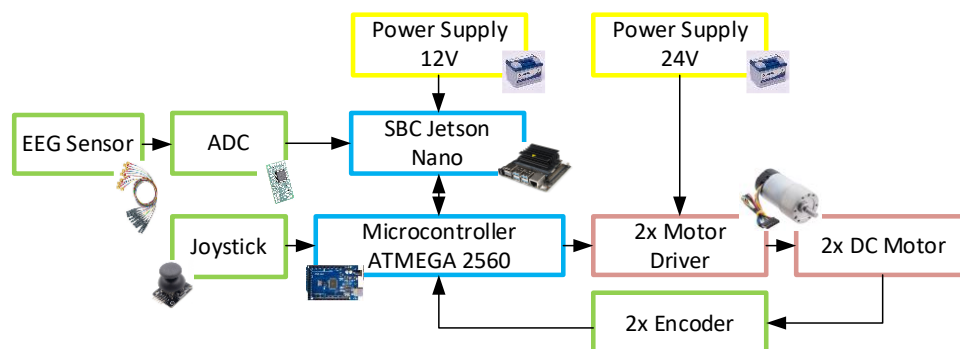 Power Supply
12V
Power Supply
24V
EEG Sensor
ADC
SBC Jetson
Nano
Joystick
Microcontroller
ATMEGA 2560
2x Motor
Driver
2x DC Motor
2x Encoder